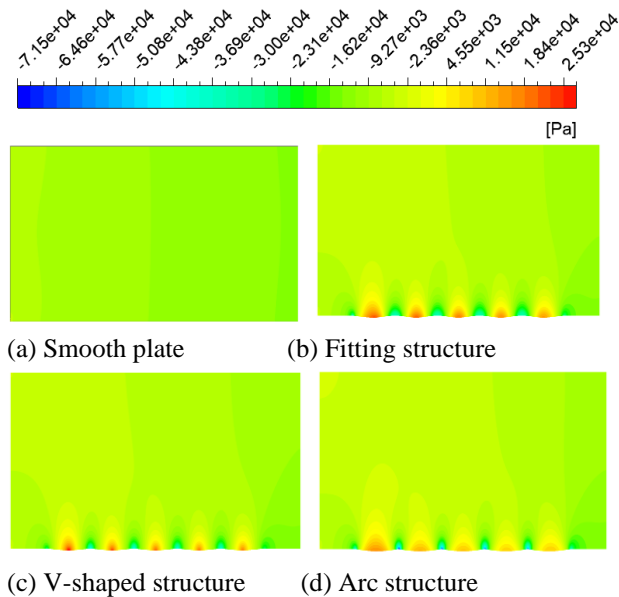 -7.15e+04 -6.46e+04 -5.77e+04 -5.08e+04 -4.38e+04 -3.69e+04 -3.00e+04 -2.31e+04 -1.62e+04 -9.27e+03 -2.36e+03 4.55e+03 1.15e+04 1.84e+04 2.53e+04
[Pa]
(a) Smooth plate (b) Fitting structure
(c) V-shaped structure (d) Arc structure